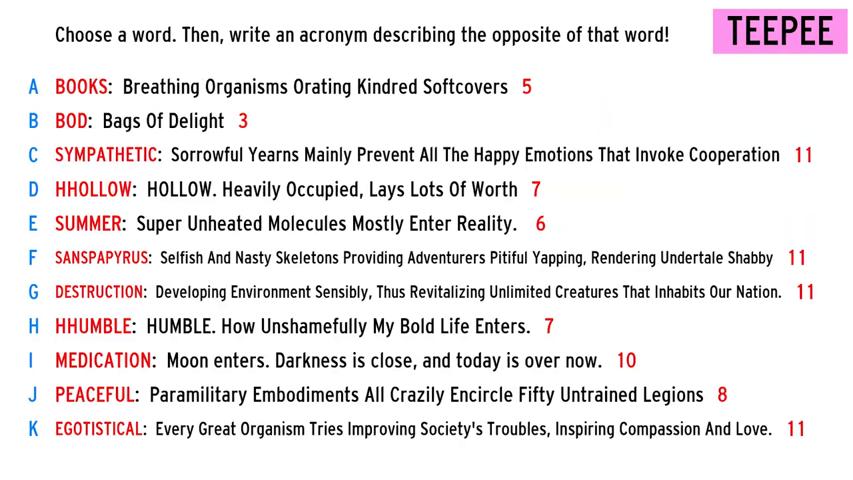 Choose a word. Then, write an acronym describing the opposite of that word!
TEEPEE
A BOOKS: Breathing Organisms Orating Kindred Softcovers 5
B BOD: Bags Of Delight 3
C SYMPATHETIC: Sorrowful Yearns Mainly Prevent All The Happy Emotions That Invoke Cooperation 11
D HHOLLOW: HOLLOW. Heavily Occupied, Lays Lots Of Worth 7
E SUMMER: Super Unheated Molecules Mostly Enter Reality. 6
F SANSPAPYRUS: Selfish And Nasty Skeletons Providing Adventurers Pitiful Yapping, Rendering Undertale Shabby 11
G DESTRUCTION: Developing Environment Sensibly, Thus Revitalizing Unlimited Creatures That Inhabits Our Nation. 11
H HHUMBLE: HUMBLE. How Unshamefully My Bold Life Enters. 7
I MEDICATION: Moon enters. Darkness is close, and today is over now. 10
J PEACEFUL: Paramilitary Embodiments All Crazily Encircle Fifty Untrained Legions 8
K EGOTISTICAL: Every Great Organism Tries Improving Society's Troubles, Inspiring Compassion And Love. 11